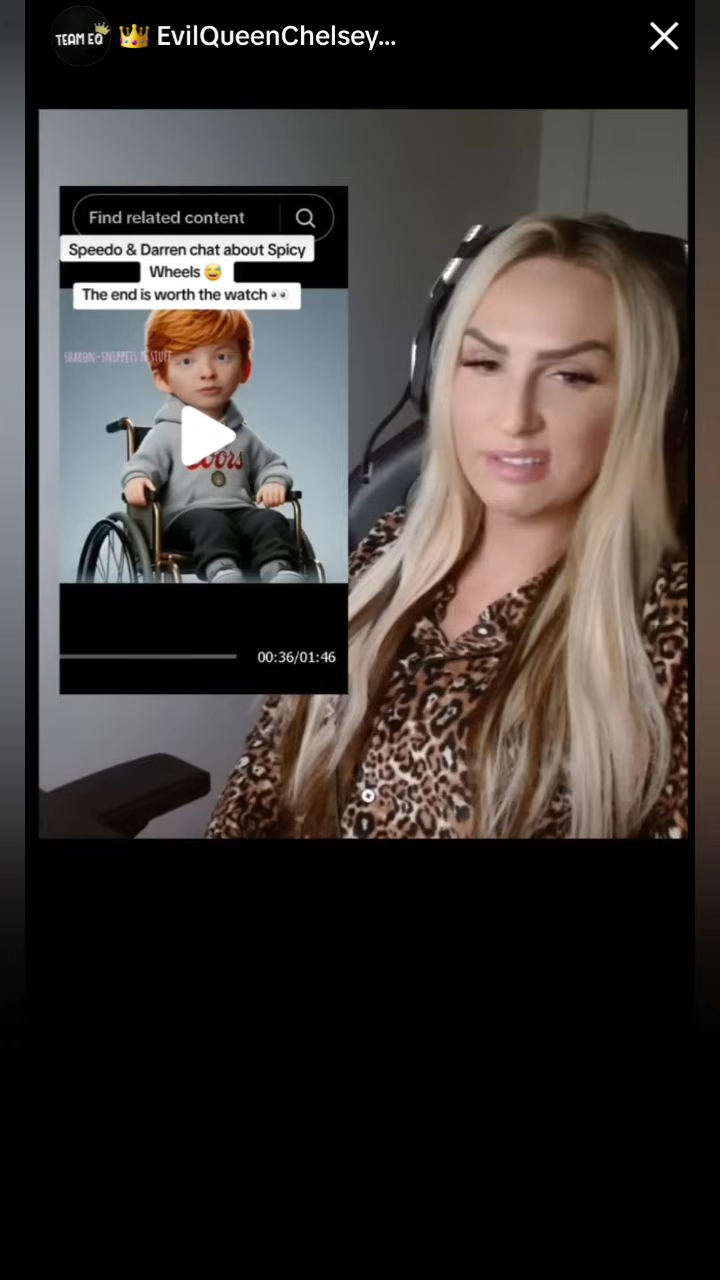 TEAM EQ
👑 EvilQueenChelsey...
Find related content
Speedo & Darren chat about Spicy
Wheels 😅
The end is worth the watch 👀
SHARON-SNIPPETS N STUFF
Coors
00:36/01:46